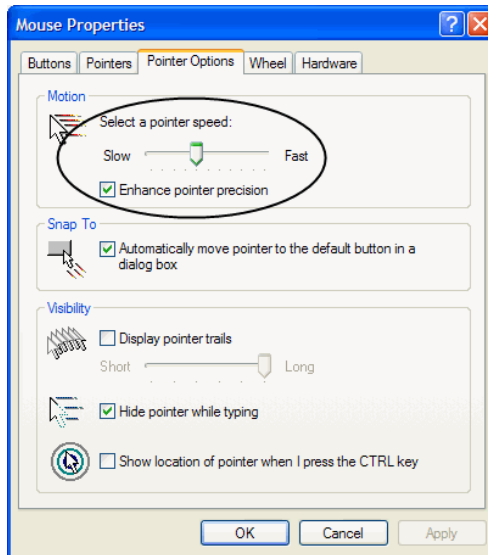 Mouse Properties
Buttons Pointers Pointer Options Wheel Hardware
Motion
Select a pointer speed:
Slow Fast
Enhance pointer precision
Snap To
Automatically move pointer to the default button in a
dialog box
Visibility
Display pointer trails
Short Long
Hide pointer while typing
Show location of pointer when I press the CTRL key
OK Cancel Apply